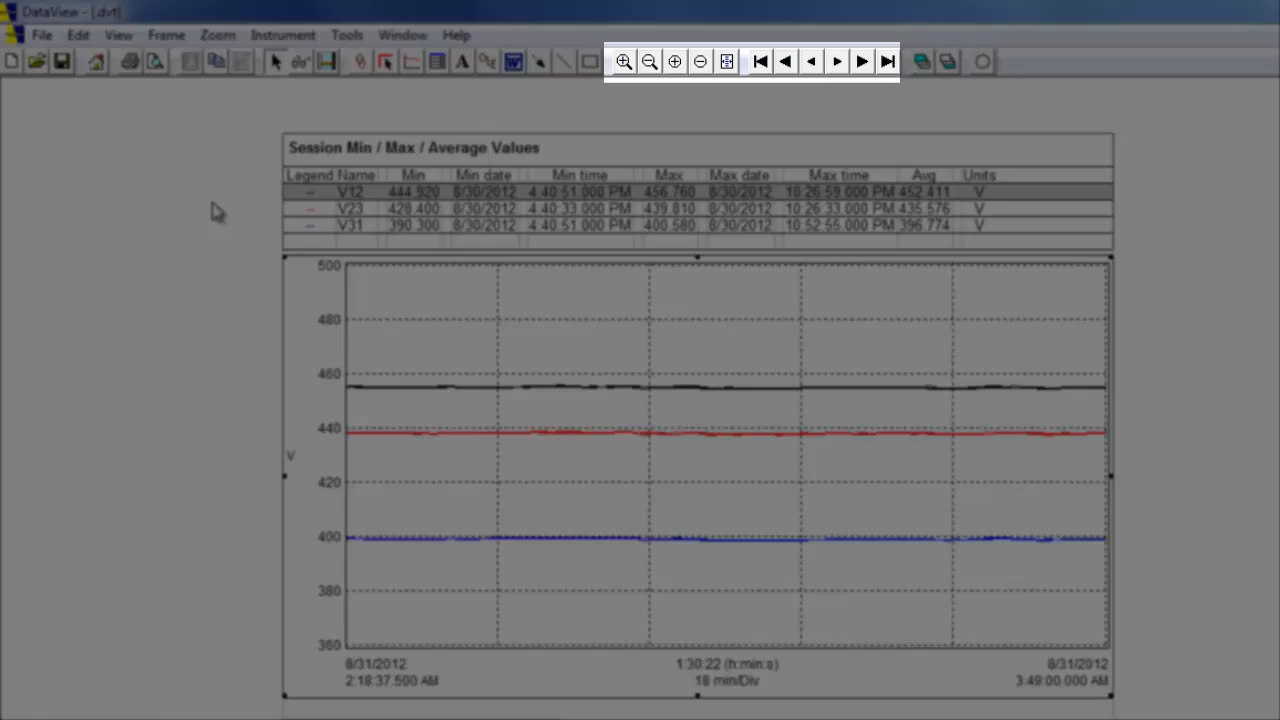 DataView - [.dvt]
File Edit View Frame Zoom Instrument Tools Window Help
Session Min / Max / Average Values
Legend Name Min Min date Min time Max Max date Max time Avg Units
V12 444.920 8/30/2012 4:40:51.000 PM 456.760 8/30/2012 10:26:59.000 PM 452.411 V
V23 428.400 8/30/2012 4:40:33.000 PM 439.810 8/30/2012 10:26:33.000 PM 435.576 V
V31 390.300 8/30/2012 4:40:51.000 PM 400.580 8/30/2012 10:52:55.000 PM 396.774 V
500
480
460
440
V
420
400
380
360
8/31/2012 1:30:22 (h:min:s) 8/31/2012
2:18:37.500 AM 18 min/Div 3:49:00.000 AM